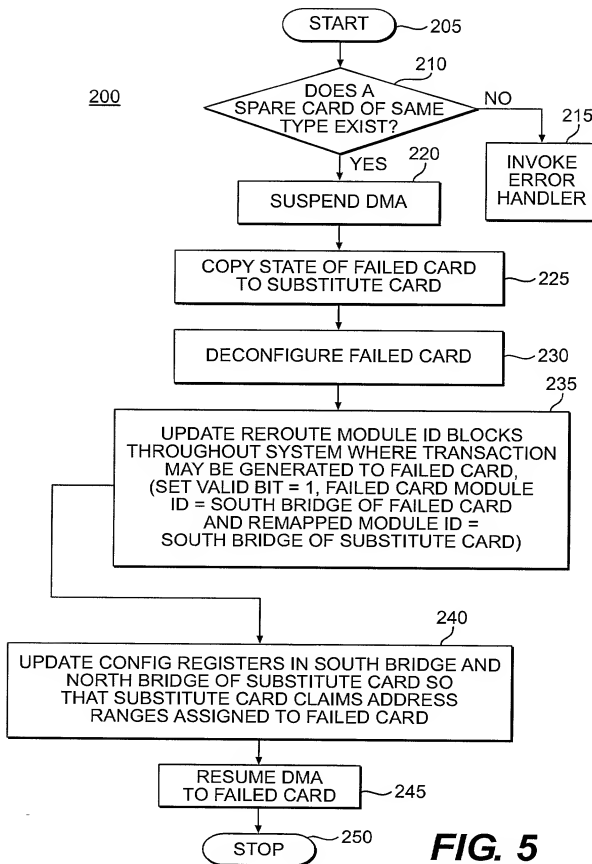 START
205
200
210
DOES A
SPARE CARD OF SAME
TYPE EXIST?
NO
215
YES
INVOKE
ERROR
HANDLER
220
SUSPEND DMA
COPY STATE OF FAILED CARD
TO SUBSTITUTE CARD
225
DECONFIGURE FAILED CARD
230
235
UPDATE REROUTE MODULE ID BLOCKS
THROUGHOUT SYSTEM WHERE TRANSACTION
MAY BE GENERATED TO FAILED CARD,
(SET VALID BIT = 1, FAILED CARD MODULE
ID = SOUTH BRIDGE OF FAILED CARD
AND REMAPPED MODULE ID =
SOUTH BRIDGE OF SUBSTITUTE CARD)
240
UPDATE CONFIG REGISTERS IN SOUTH BRIDGE AND
NORTH BRIDGE OF SUBSTITUTE CARD SO
THAT SUBSTITUTE CARD CLAIMS ADDRESS
RANGES ASSIGNED TO FAILED CARD
RESUME DMA
TO FAILED CARD
245
STOP
250
FIG. 5